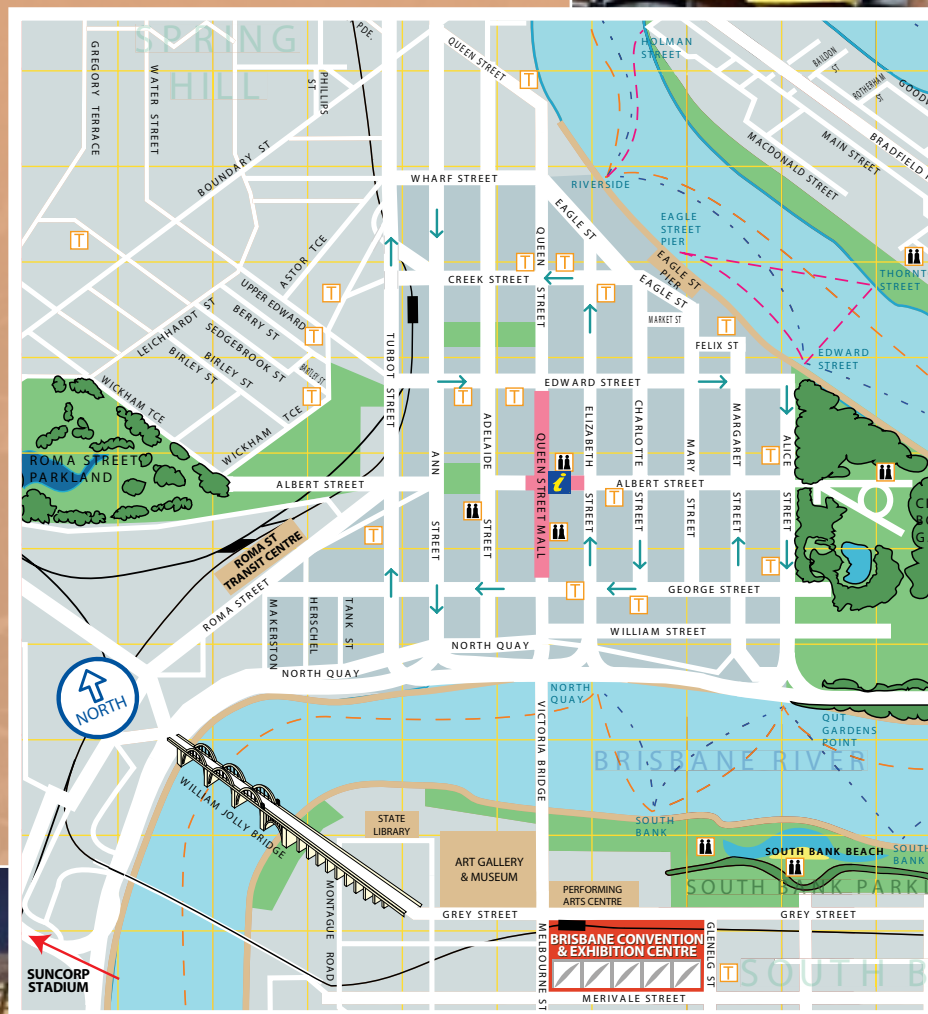 SPRING
HILL
GREGORY TERRACE
WATER STREET
PHILLIPS
ST
PDE.
QUEEN STREET
T
HOLMAN
STREET
BAILDON
ST
ROTHERHAM
ST
MACDONALD STREET
MAIN STREET
BRADFIELD
BOUNDARY ST
WHARF STREET
RIVERSIDE
EAGLE ST
EAGLE
STREET
PIER
EAGLE ST
PIER
T
ASTOR TCE
QUEEN
STREET
T
T
CREEK STREET
EAGLE ST
THORNT
STREET
T
UPPER EDWARD
T
MARKET ST
LEICHHARDT ST
BERRY ST
T
T
SEDGEBROOK ST
BIRLEY ST
BIRLEY ST
BARTLEY ST
TURBOT STREET
FELIX ST
EDWARD
STREET
WICKHAM TCE
WICKHAM TCE
T
EDWARD STREET
T
T
ADELAIDE
STREET
ANN
STREET
QUEEN STREET MALL
ELIZABETH
STREET
CHARLOTTE
STREET
MARY
STREET
MARGARET
STREET
ALICE
STREET
T
ROMA STREET
PARKLAND
ALBERT STREET
i
ALBERT STREET
T
T
ROMA ST
TRANSIT CENTRE
ROMA STREET
T
T
T
GEORGE STREET
MAKERSTON
HERSCHEL
TANK ST
WILLIAM STREET
NORTH QUAY
NORTH QUAY
NORTH
NORTH
QUAY
VICTORIA BRIDGE
QUT
GARDENS
POINT
BRISBANE RIVER
WILLIAM JOLLY BRIDGE
STATE
LIBRARY
SOUTH
BANK
ART GALLERY
& MUSEUM
SOUTH BANK BEACH
SOUTH
BANK
SOUTH BANK PARKL
PERFORMING
ARTS CENTRE
MONTAGUE ROAD
GREY STREET
GREY STREET
MELBOURNE ST
BRISBANE CONVENTION
& EXHIBITION CENTRE
GLENELG ST
T
SOUTH B
MERIVALE STREET
SUNCORP
STADIUM